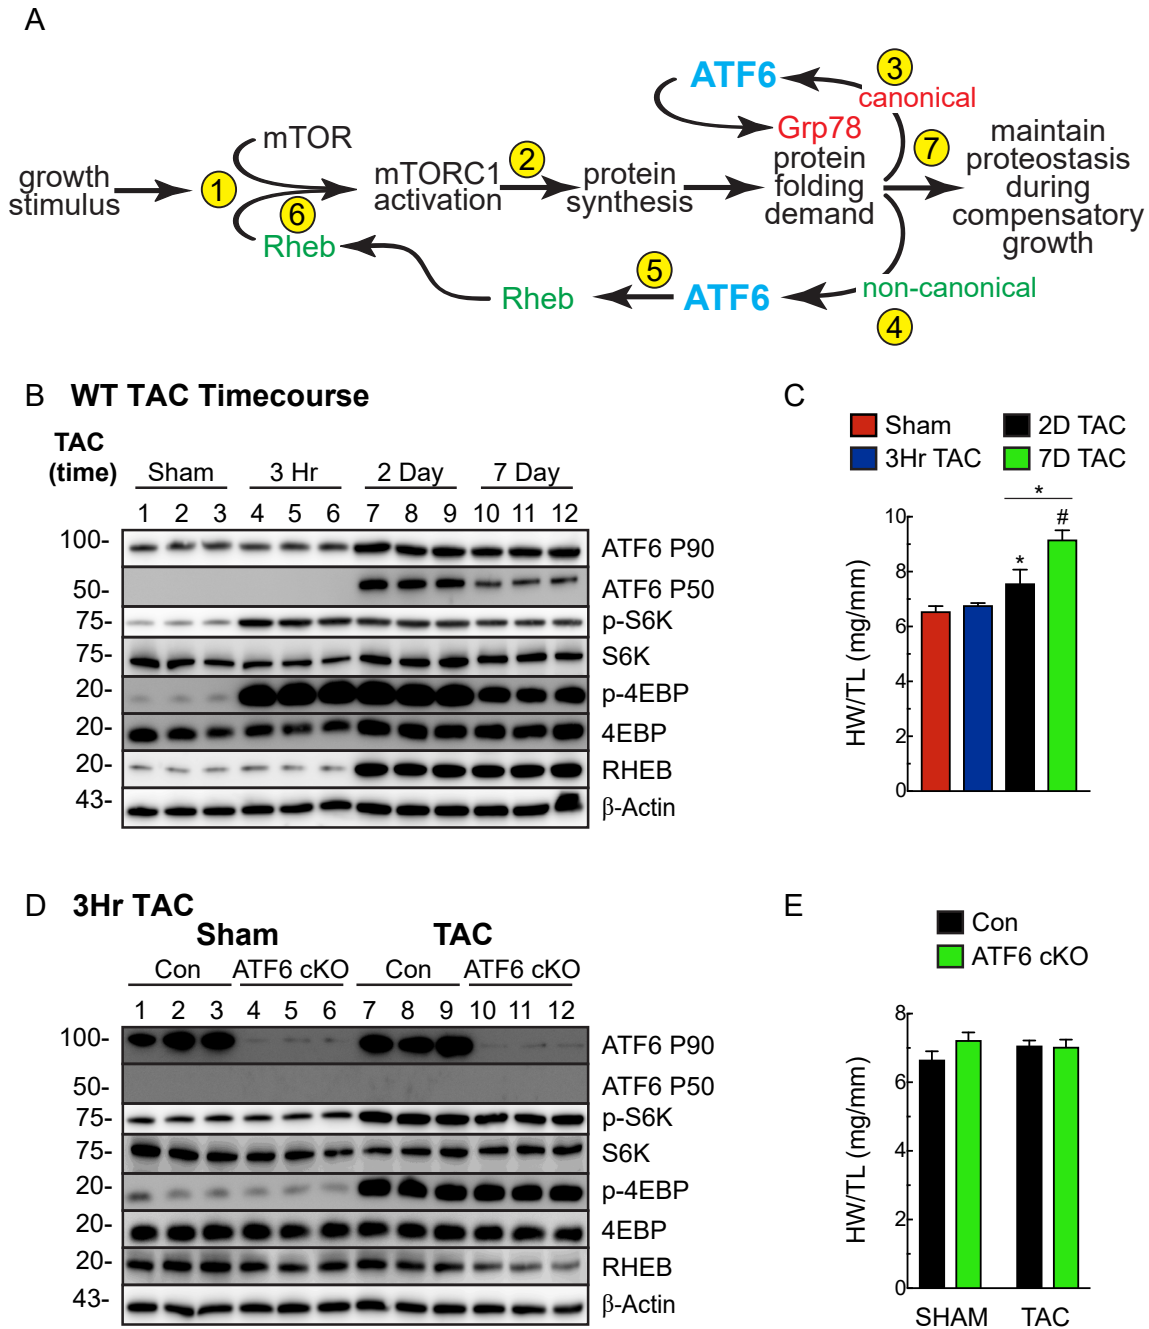 A
ATF6
3
canonical
mTOR
Grp78
7
maintain
proteostasis
during
compensatory
growth
growth
stimulus
1
mTORC1
activation
2
protein
synthesis
protein
folding
demand
6
Rheb
5
Rheb
ATF6
non-canonical
4
B WT TAC Timecourse
TAC
(time)
Sham 3 Hr 2 Day 7 Day
1 2 3 4 5 6 7 8 9 10 11 12
100- ATF6 P90
50- ATF6 P50
75- p-S6K
75- S6K
20- p-4EBP
20- 4EBP
20- RHEB
43- β-Actin
C
Sham 2D TAC
3Hr TAC 7D TAC
*
#
*
HW/TL (mg/mm)
10
8
6
4
2
0
D 3Hr TAC
Sham TAC
Con ATF6 cKO Con ATF6 cKO
1 2 3 4 5 6 7 8 9 10 11 12
100- ATF6 P90
50- ATF6 P50
75- p-S6K
75- S6K
20- p-4EBP
20- 4EBP
20- RHEB
43- β-Actin
E
Con
ATF6 cKO
HW/TL (mg/mm)
8
6
4
2
0
SHAM TAC